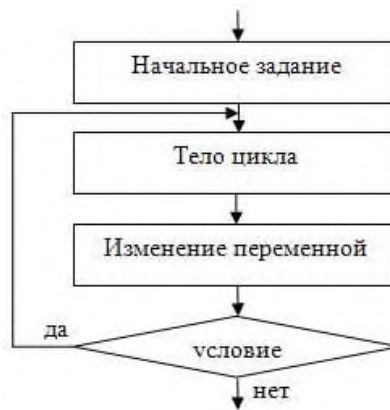 Начальное задание
Тело цикла
Изменение переменной
да
условие
нет